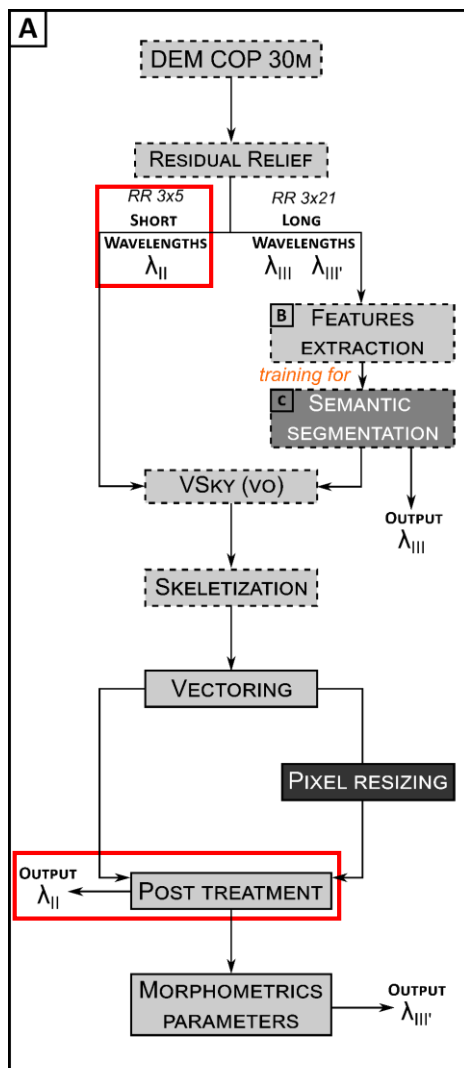 A
DEM COP 30M
RESIDUAL RELIEF
RR 3x5
SHORT
WAVELENGTHS
λII
RR 3x21
LONG
WAVELENGTHS
λIII λIII'
B
FEATURES
EXTRACTION
training for
C
SEMANTIC
SEGMENTATION
VSKY (VO)
OUTPUT
λIII
SKELETIZATION
VECTORING
PIXEL RESIZING
OUTPUT
λII
POST TREATMENT
MORPHOMETRICS
PARAMETERS
OUTPUT
λIII'